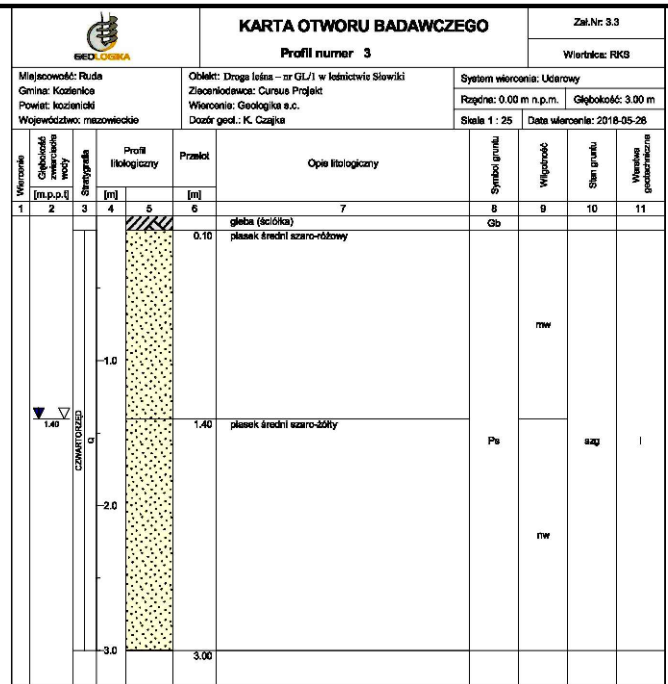 KARTA OTWORU BADAWCZEGO
Profil numer 3
Zał.Nr: 3.3
Wiertnica: RKS
GEOLOGIKA
Miejscowość: Ruda
Gmina: Kozienice
Powiat: kozienicki
Województwo: mazowieckie
Obiekt: Droga leśna – nr GL/1 w leśnictwie Słowiki
Zleceniodawca: Cursus Projekt
Wiercenie: Geologika s.c.
Dozór geol.: K. Czajka
System wiercenia: Udarowy
Rzędna: 0.00 m n.p.m. Głębokość: 3.00 m
Skala 1 : 25 Data wiercenia: 2018-05-28
Wiercenie
Głębokość
zwierciadła
wody
[m.p.p.t]
Stratygrafia
Profil
litologiczny
[m]
Przelot
[m]
Opis litologiczny
Symbol gruntu
Wilgotność
Stan gruntu
Warstwa
geotechniczna
1 2 3 4 5 6 7 8 9 10 11
gleba (ściółka) Gb
0.10 piasek średni szaro-różowy
mw
1.0
1.40
1.40 piasek średni szaro-żółty
CZWARTORZĘD
Q
Ps szg I
2.0
nw
3.0
3.00